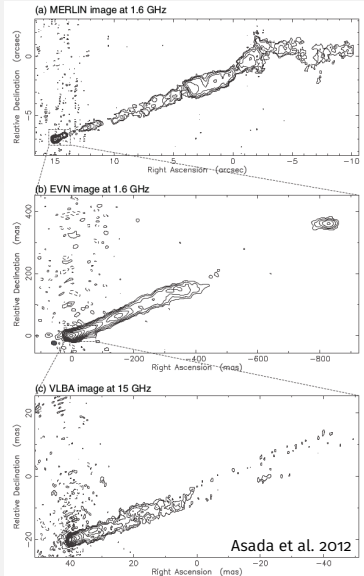 (a) MERLIN image at 1.6 GHz
Relative Declination (arcsec)
0
-5
15
10
5
0
-5
-10
Right Ascension (arcsec)
(b) EVN image at 1.6 GHz
Relative Declination (mas)
400
200
0
0
-200
-400
-600
-800
Right Ascension (mas)
(c) VLBA image at 15 GHz
Relative Declination (mas)
20
0
-20
40
20
0
-20
-40
Right Ascension (mas)
Asada et al. 2012